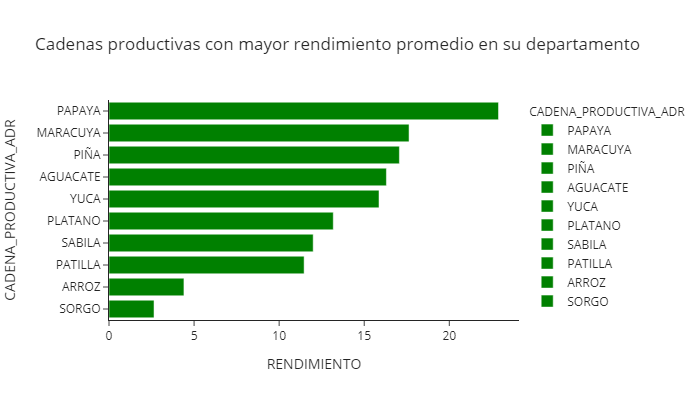 Cadenas productivas con mayor rendimiento promedio en su departamento
CADENA_PRODUCTIVA_ADR
PAPAYA
MARACUYA
PIÑA
AGUACATE
YUCA
PLATANO
SABILA
PATILLA
ARROZ
SORGO
0 5 10 15 20
RENDIMIENTO
CADENA_PRODUCTIVA_ADR
PAPAYA
MARACUYA
PIÑA
AGUACATE
YUCA
PLATANO
SABILA
PATILLA
ARROZ
SORGO